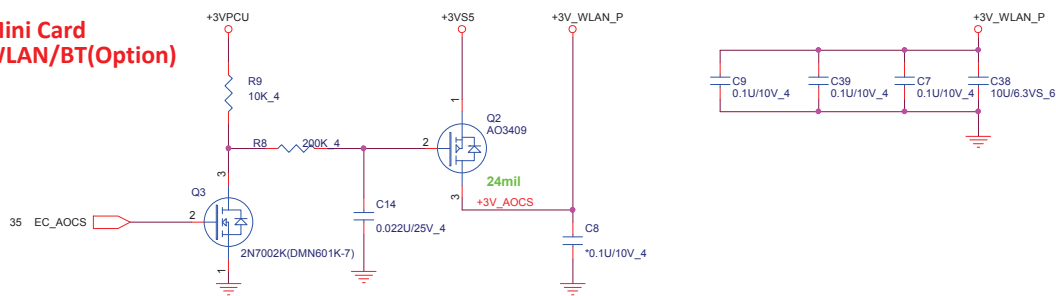 ini Card
LAN/BT(Option)
+3VPCU
+3VS5
+3V_WLAN_P
+3V_WLAN_P
R9
10K_4
C9
0.1U/10V_4
C39
0.1U/10V_4
C7
0.1U/10V_4
C38
10U/6.3VS_6
1
Q2
AO3409
R8
200K_4
2
3
24mil
3
+3V_AOCS
Q3
C14
0.022U/25V_4
35
EC_AOCS
2
C8
*0.1U/10V_4
2N7002K(DMN601K-7)
1